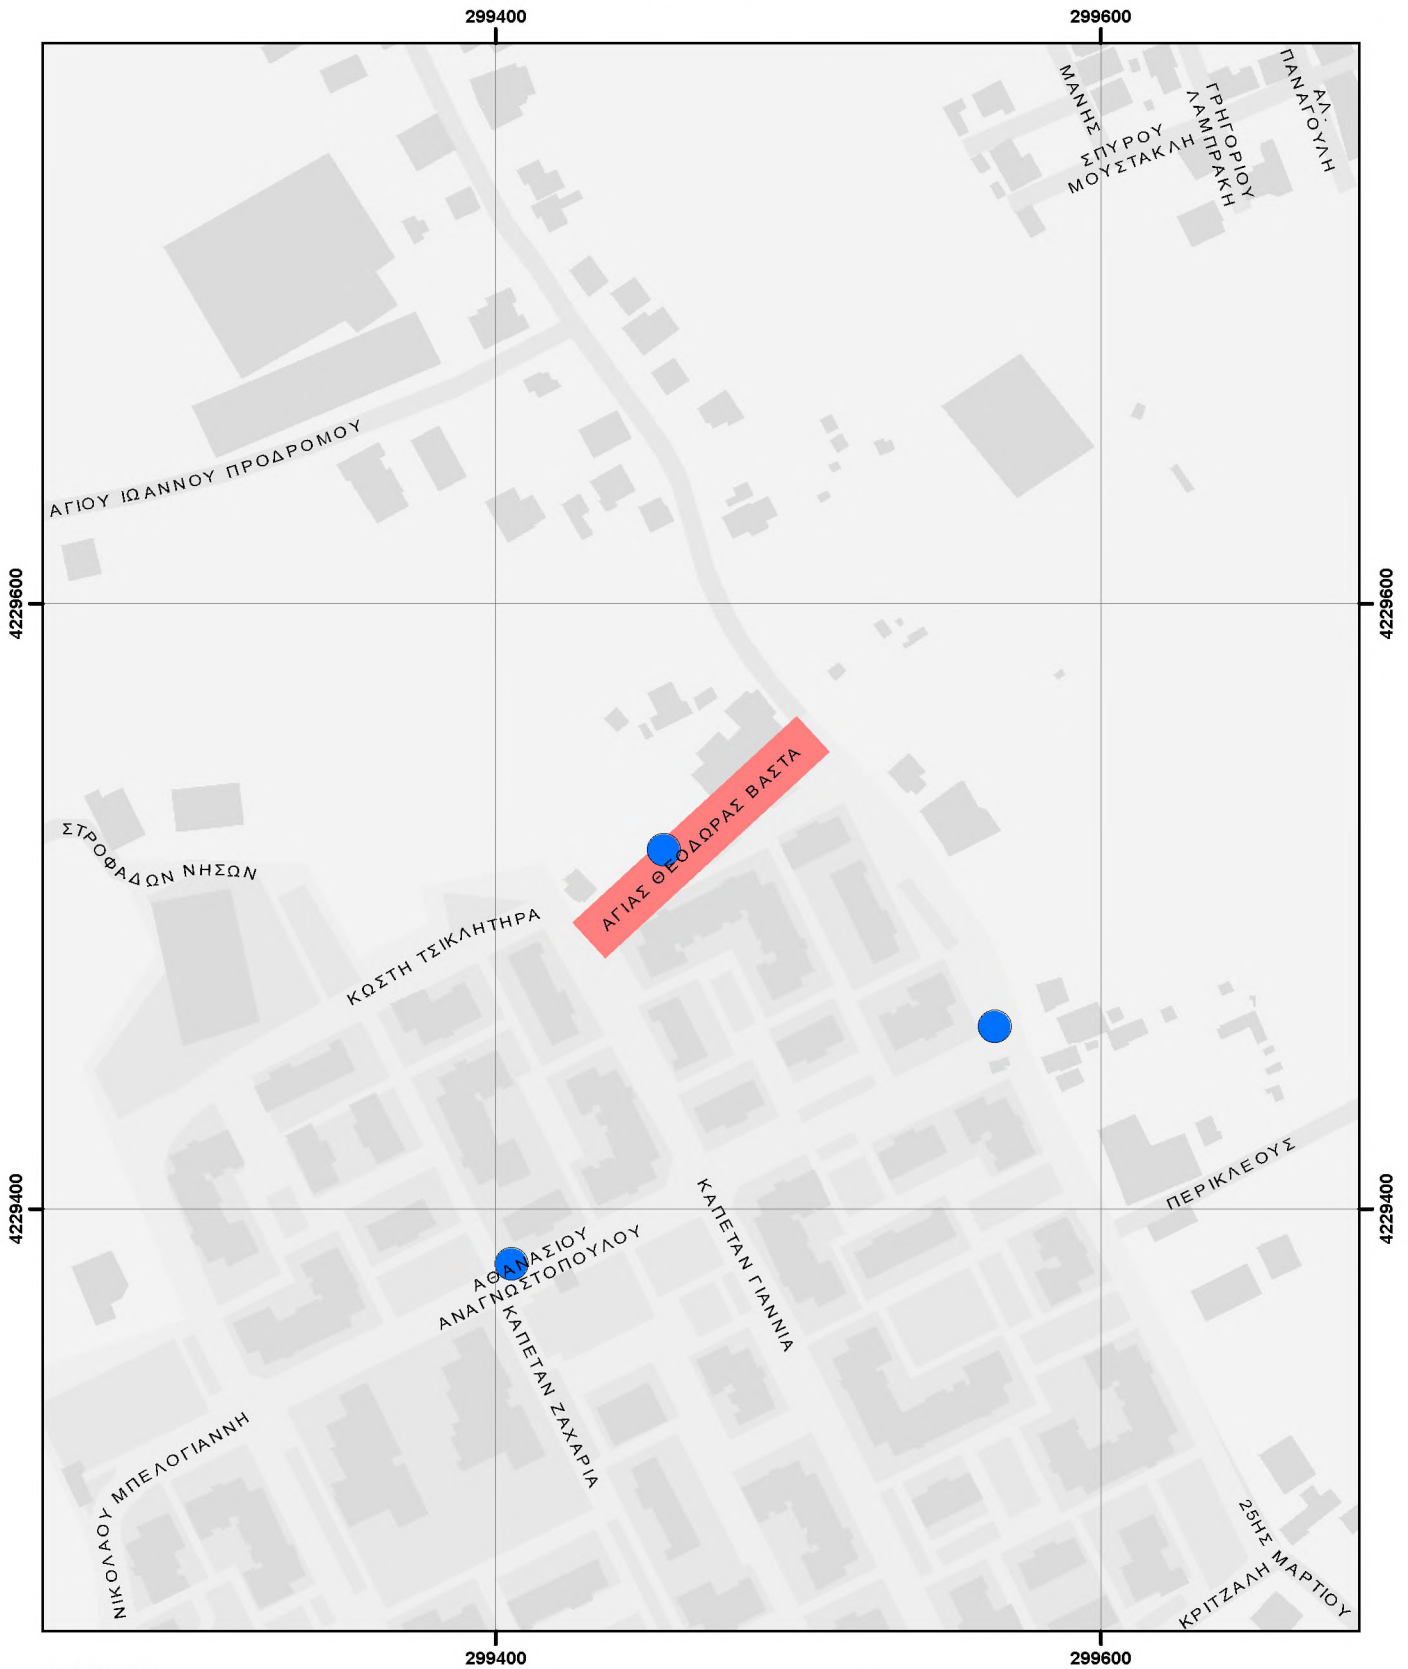 299400
299600
ΜΑΝΗΣ
ΣΠΥΡΟΥ
ΜΟΥΣΤΑΚΛΗ
ΓΡΗΓΟΡΙΟΥ
ΛΑΜΠΡΑΚΗ
ΑΛ.
ΠΑΝΑΓΟΥΛΗ
ΑΓΙΟΥ ΙΩΑΝΝΟΥ ΠΡΟΔΡΟΜΟΥ
4229600
4229600
ΑΓΙΑΣ ΘΕΟΔΩΡΑΣ ΒΑΣΤΑ
ΣΤΡΟΦΑΔΩΝ ΝΗΣΩΝ
ΚΩΣΤΗ ΤΣΙΚΛΗΤΗΡΑ
ΠΕΡΙΚΛΕΟΥΣ
4229400
4229400
ΚΑΠΕΤΑΝ ΓΙΑΝΝΙΑ
ΑΘΑΝΑΣΙΟΥ
ΑΝΑΓΝΩΣΤΟΠΟΥΛΟΥ
ΚΑΠΕΤΑΝ ΖΑΧΑΡΙΑ
ΝΙΚΟΛΑΟΥ ΜΠΕΛΟΓΙΑΝΝΗ
25ΗΣ ΜΑΡΤΙΟΥ
ΚΡΙΤΖΑΛΗ
299400
299600